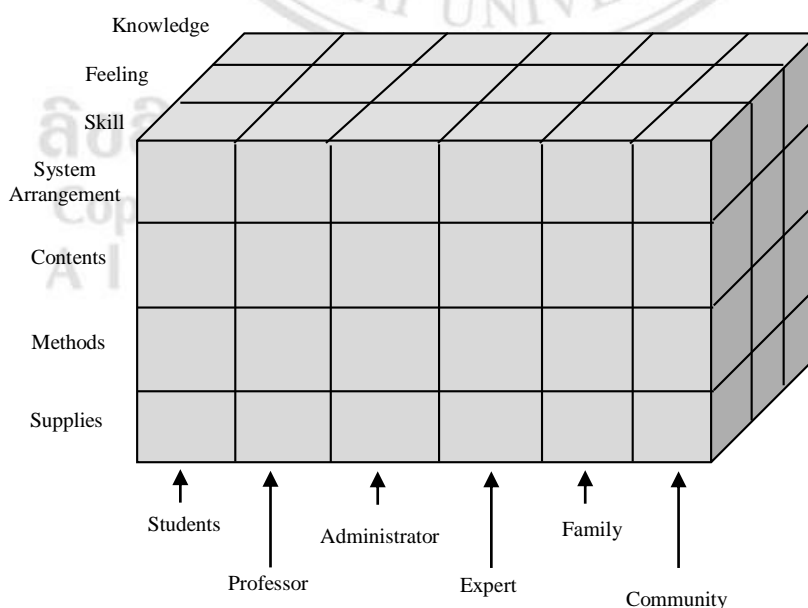 Knowledge
Feeling
Skill
System
Arrangement
Contents
Methods
Supplies
Students
Administrator
Family
Professor
Expert
Community